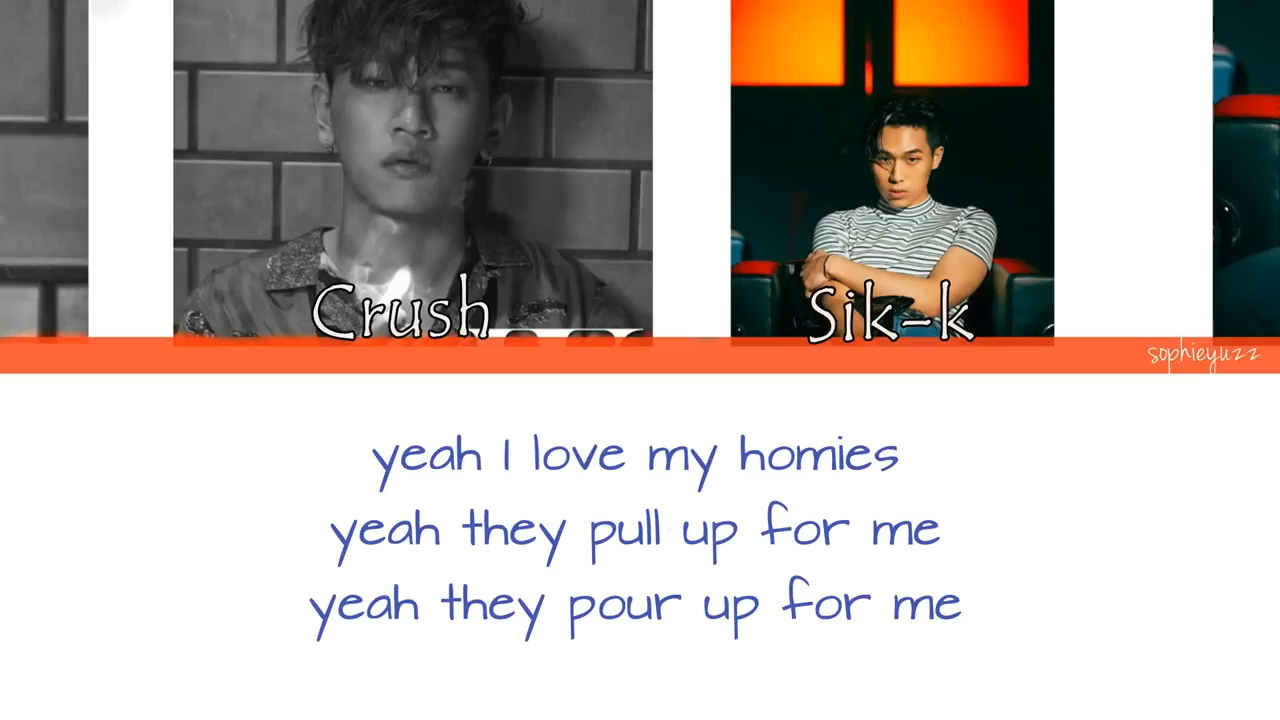 Crush
Sik-k
sophieyuzz
yeah I love my homies
yeah they pull up for me
yeah they pour up for me